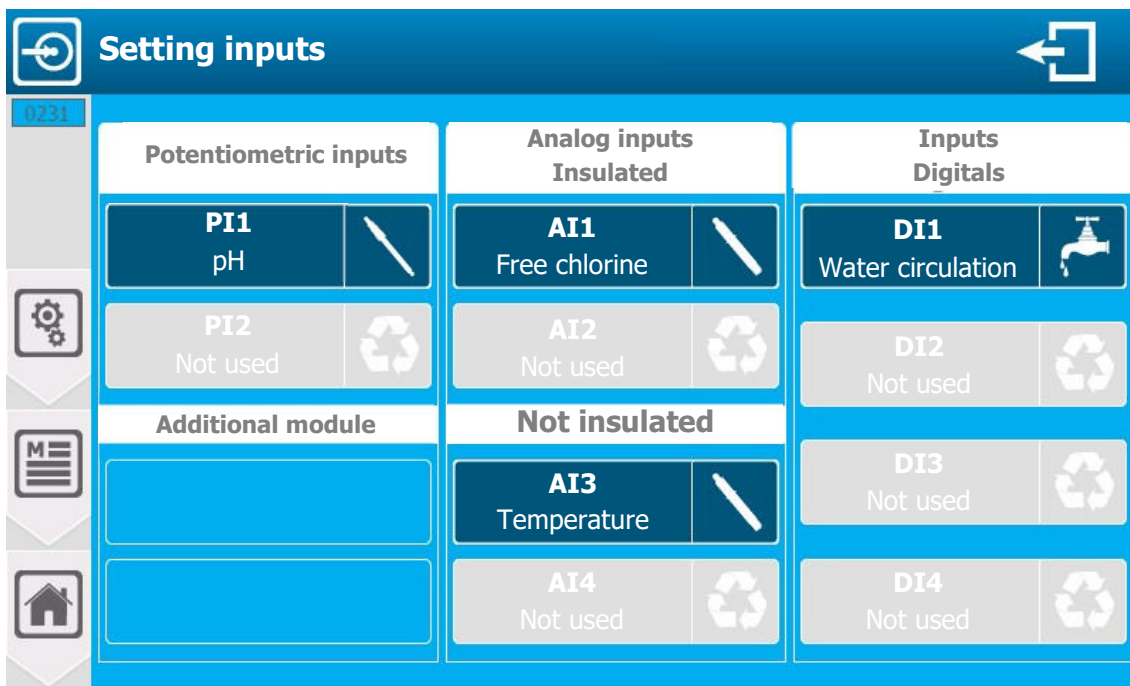 Setting inputs
0231
Potentiometric inputs
PI1
pH
PI2
Not used
Additional module
Analog inputs
Insulated
AI1
Free chlorine
AI2
Not used
Not insulated
AI3
Temperature
AI4
Not used
Inputs
Digitals
DI1
Water circulation
DI2
Not used
DI3
Not used
DI4
Not used
M